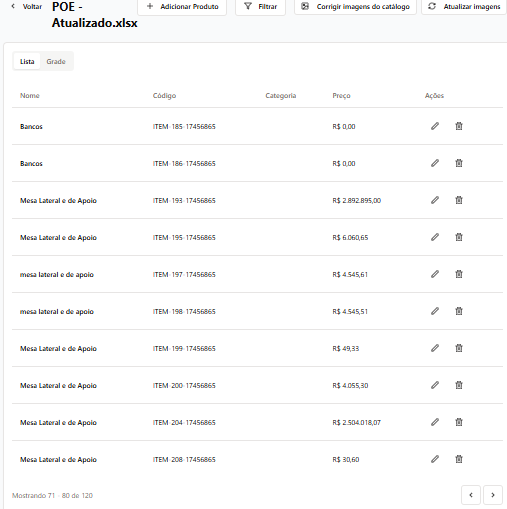 Voltar
POE -
Atualizado.xlsx
Adicionar Produto
Filtrar
Corrigir imagens do catálogo
Atualizar imagens
Lista Grade
Nome Código Categoria Preço Ações
Bancos ITEM-185-17456865 R$ 0,00
Bancos ITEM-186-17456865 R$ 0,00
Mesa Lateral e de Apoio ITEM-193-17456865 R$ 2.892.895,00
Mesa Lateral e de Apoio ITEM-195-17456865 R$ 6.060,65
mesa lateral e de apoio ITEM-197-17456865 R$ 4.545,61
mesa lateral e de apoio ITEM-198-17456865 R$ 4.545,51
Mesa Lateral e de Apoio ITEM-199-17456865 R$ 49,33
Mesa Lateral e de Apoio ITEM-200-17456865 R$ 4.055,30
Mesa Lateral e de Apoio ITEM-204-17456865 R$ 2.504.018,07
Mesa Lateral e de Apoio ITEM-208-17456865 R$ 30,60
Mostrando 71 - 80 de 120